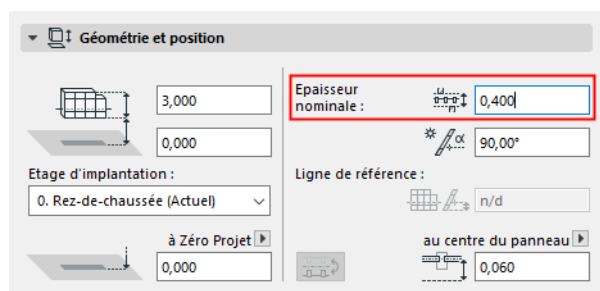 Géométrie et position
3,000
0,000
Etage d'implantation :
0. Rez-de-chaussée (Actuel)
à Zéro Projet
0,000
Epaisseur
nominale :
0,400
α
90,00°
Ligne de référence :
n/d
au centre du panneau
0,060